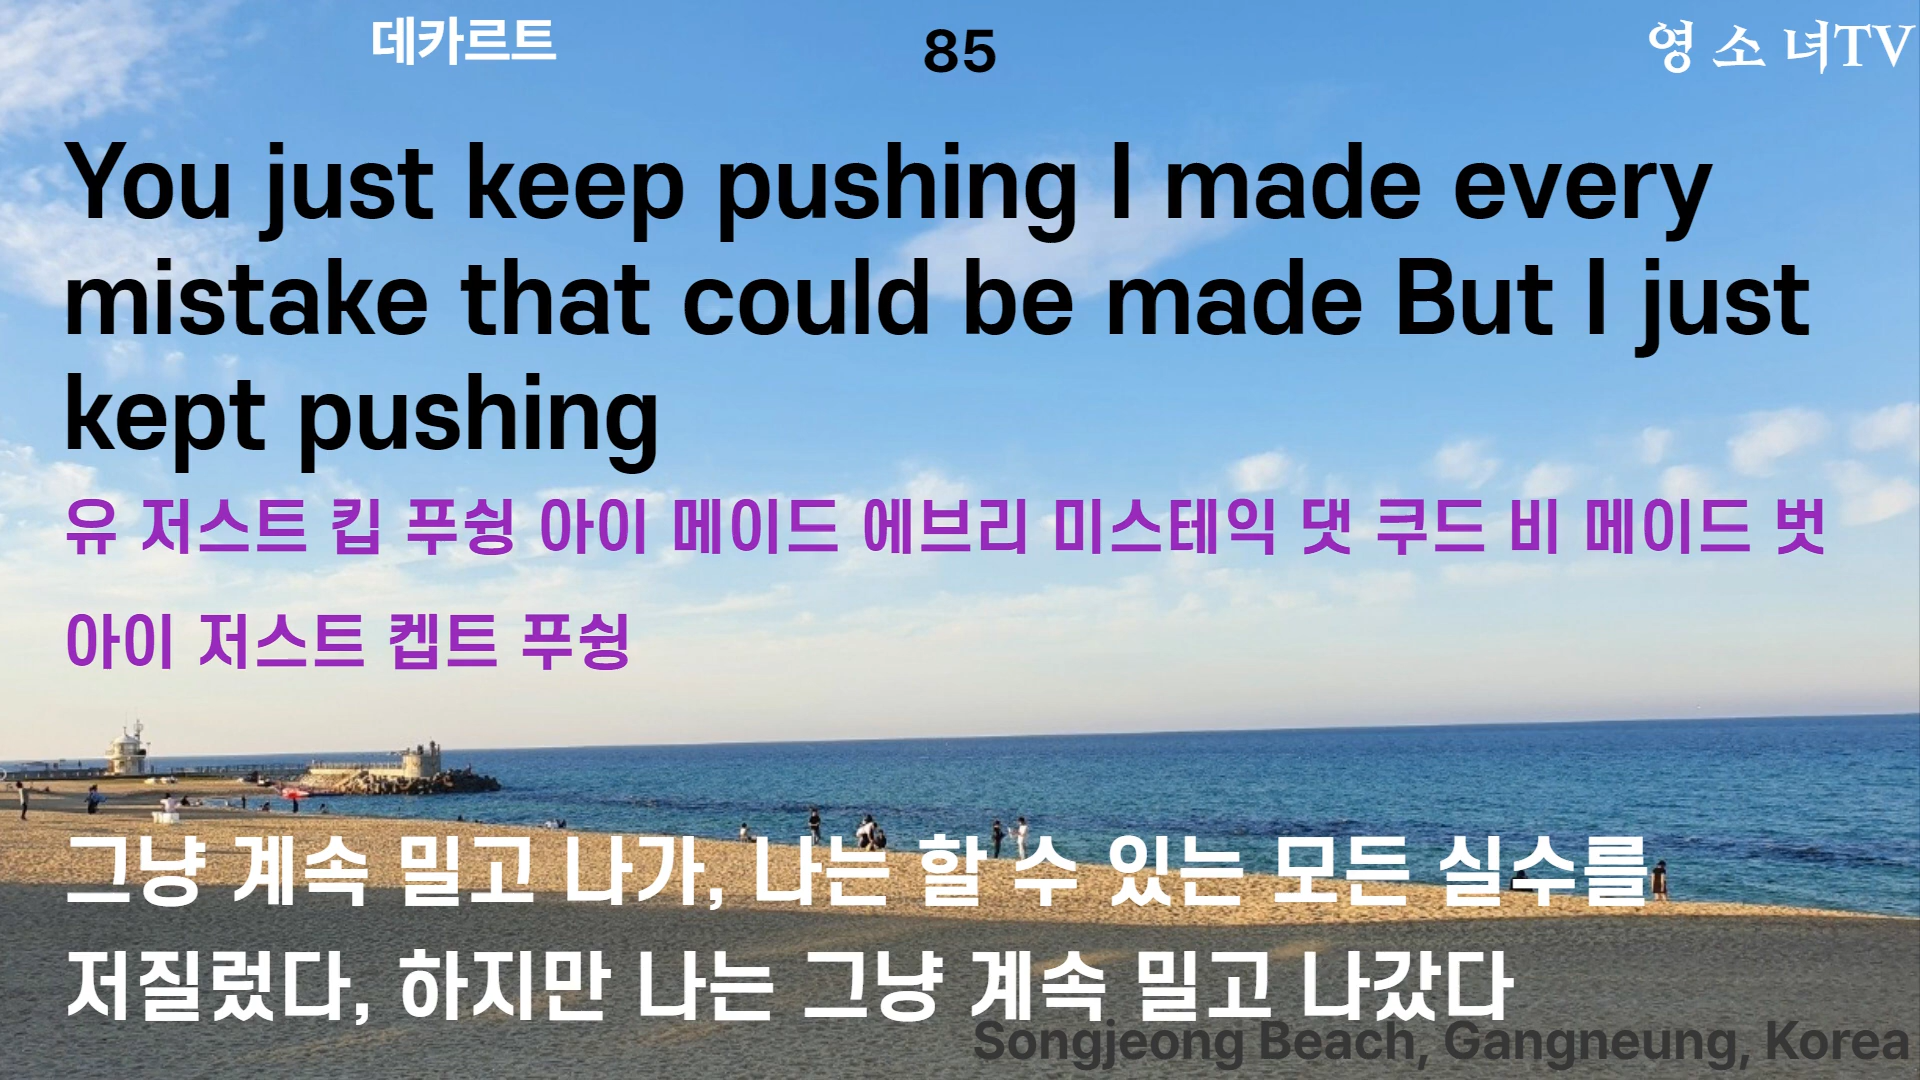 데카르트
85
영 소 녀TV
You just keep pushing I made every
mistake that could be made But I just
kept pushing
유 저스트 킵 푸슁 아이 메이드 에브리 미스테익 댓 쿠드 비 메이드 벗
아이 저스트 켑트 푸슁
그냥 계속 밀고 나가, 나는 할 수 있는 모든 실수를
저질렀다, 하지만 나는 그냥 계속 밀고 나갔다
Songjeong Beach, Gangneung, Korea